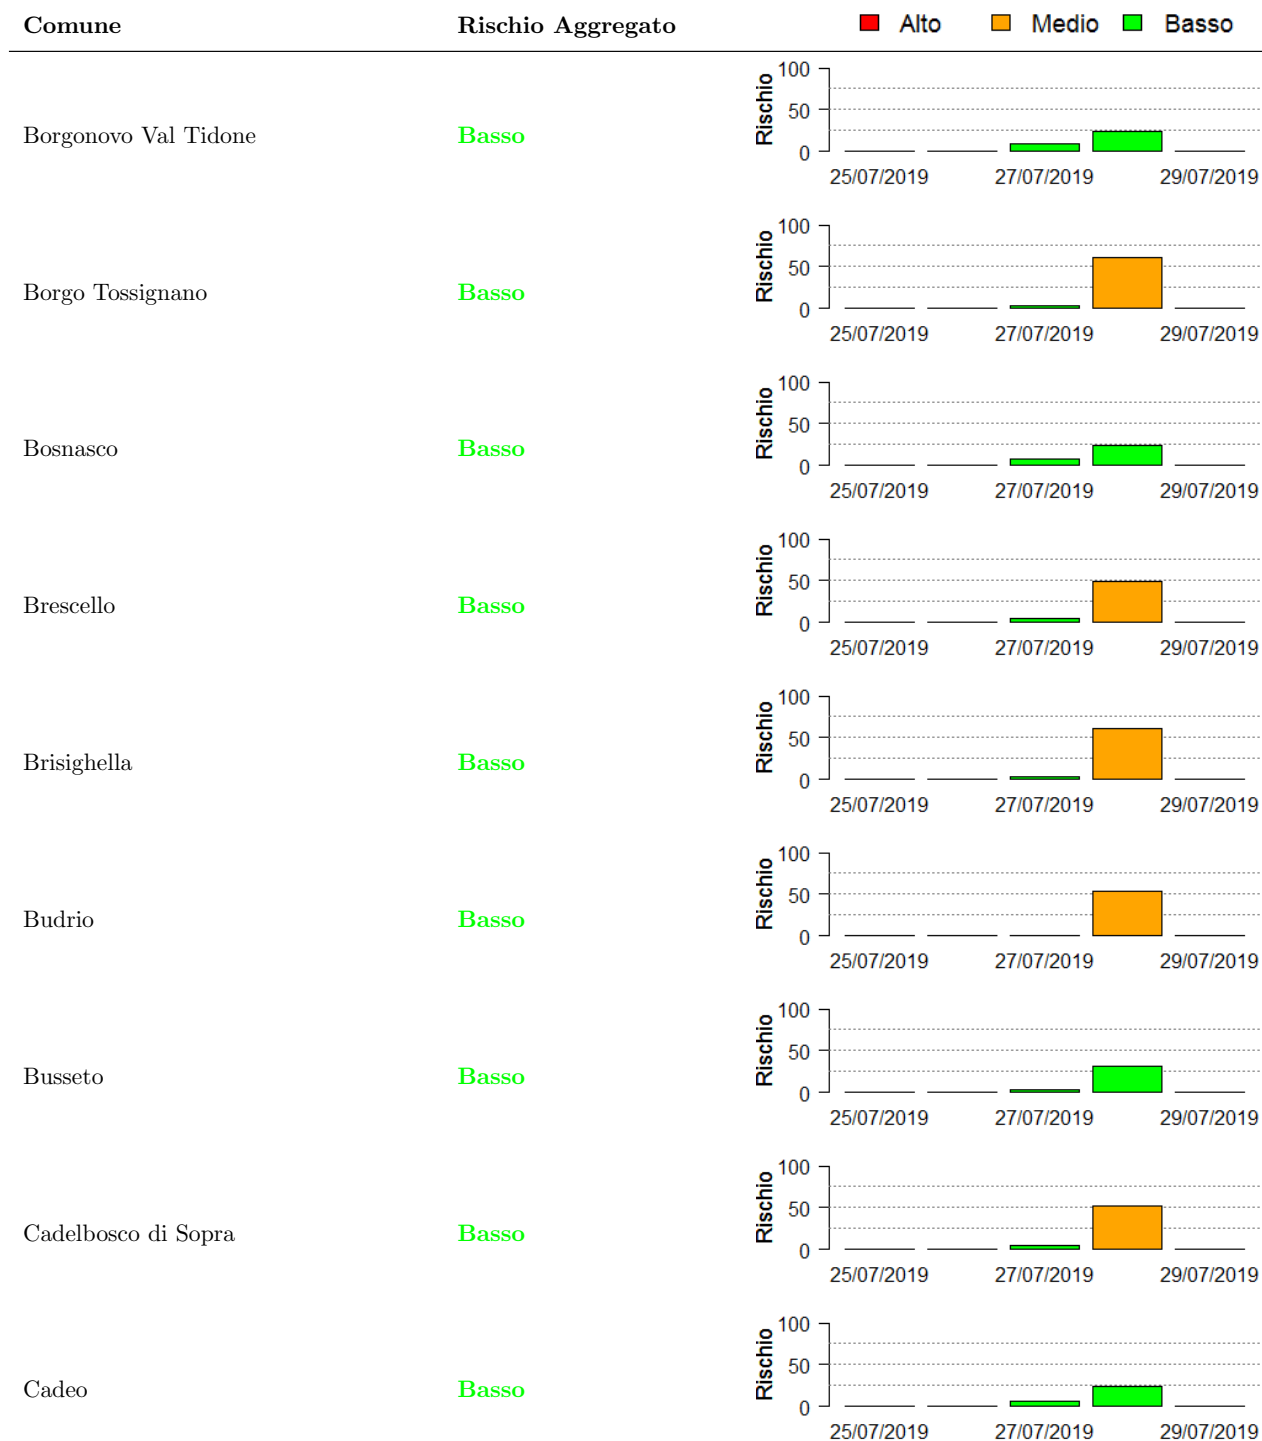 Comune Rischio Aggregato Alto Medio Basso
100
50
0
Rischio
Borgonovo Val Tidone Basso
25/07/2019 27/07/2019 29/07/2019
100
50
0
Rischio
Borgo Tossignano Basso
25/07/2019 27/07/2019 29/07/2019
100
50
0
Rischio
Bosnasco Basso
25/07/2019 27/07/2019 29/07/2019
100
50
0
Rischio
Brescello Basso
25/07/2019 27/07/2019 29/07/2019
100
50
0
Rischio
Brisighella Basso
25/07/2019 27/07/2019 29/07/2019
100
50
0
Rischio
Budrio Basso
25/07/2019 27/07/2019 29/07/2019
100
50
0
Rischio
Busseto Basso
25/07/2019 27/07/2019 29/07/2019
100
50
0
Rischio
Cadelbosco di Sopra Basso
25/07/2019 27/07/2019 29/07/2019
100
50
0
Rischio
Cadeo Basso
25/07/2019 27/07/2019 29/07/2019